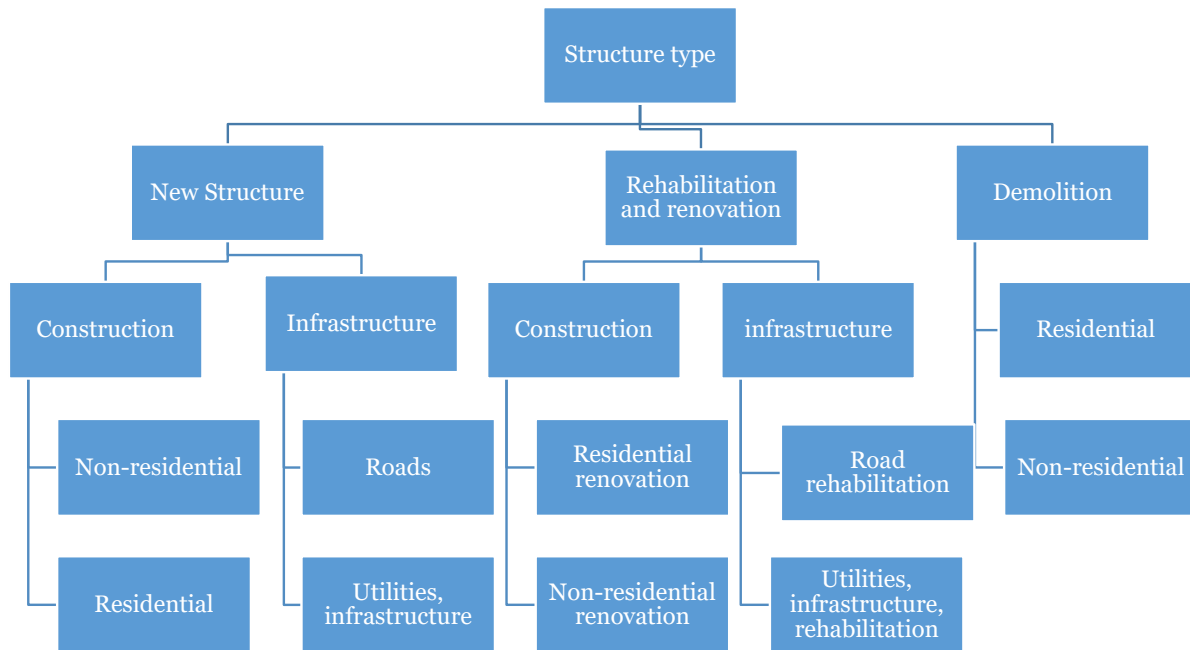 Structure type
New Structure
Rehabilitation
and renovation
Demolition
Construction
Infrastructure
Construction
infrastructure
Residential
Non-residential
Roads
Residential
renovation
Road
rehabilitation
Non-residential
Residential
Utilities,
infrastructure
Non-residential
renovation
Utilities,
infrastructure,
rehabilitation